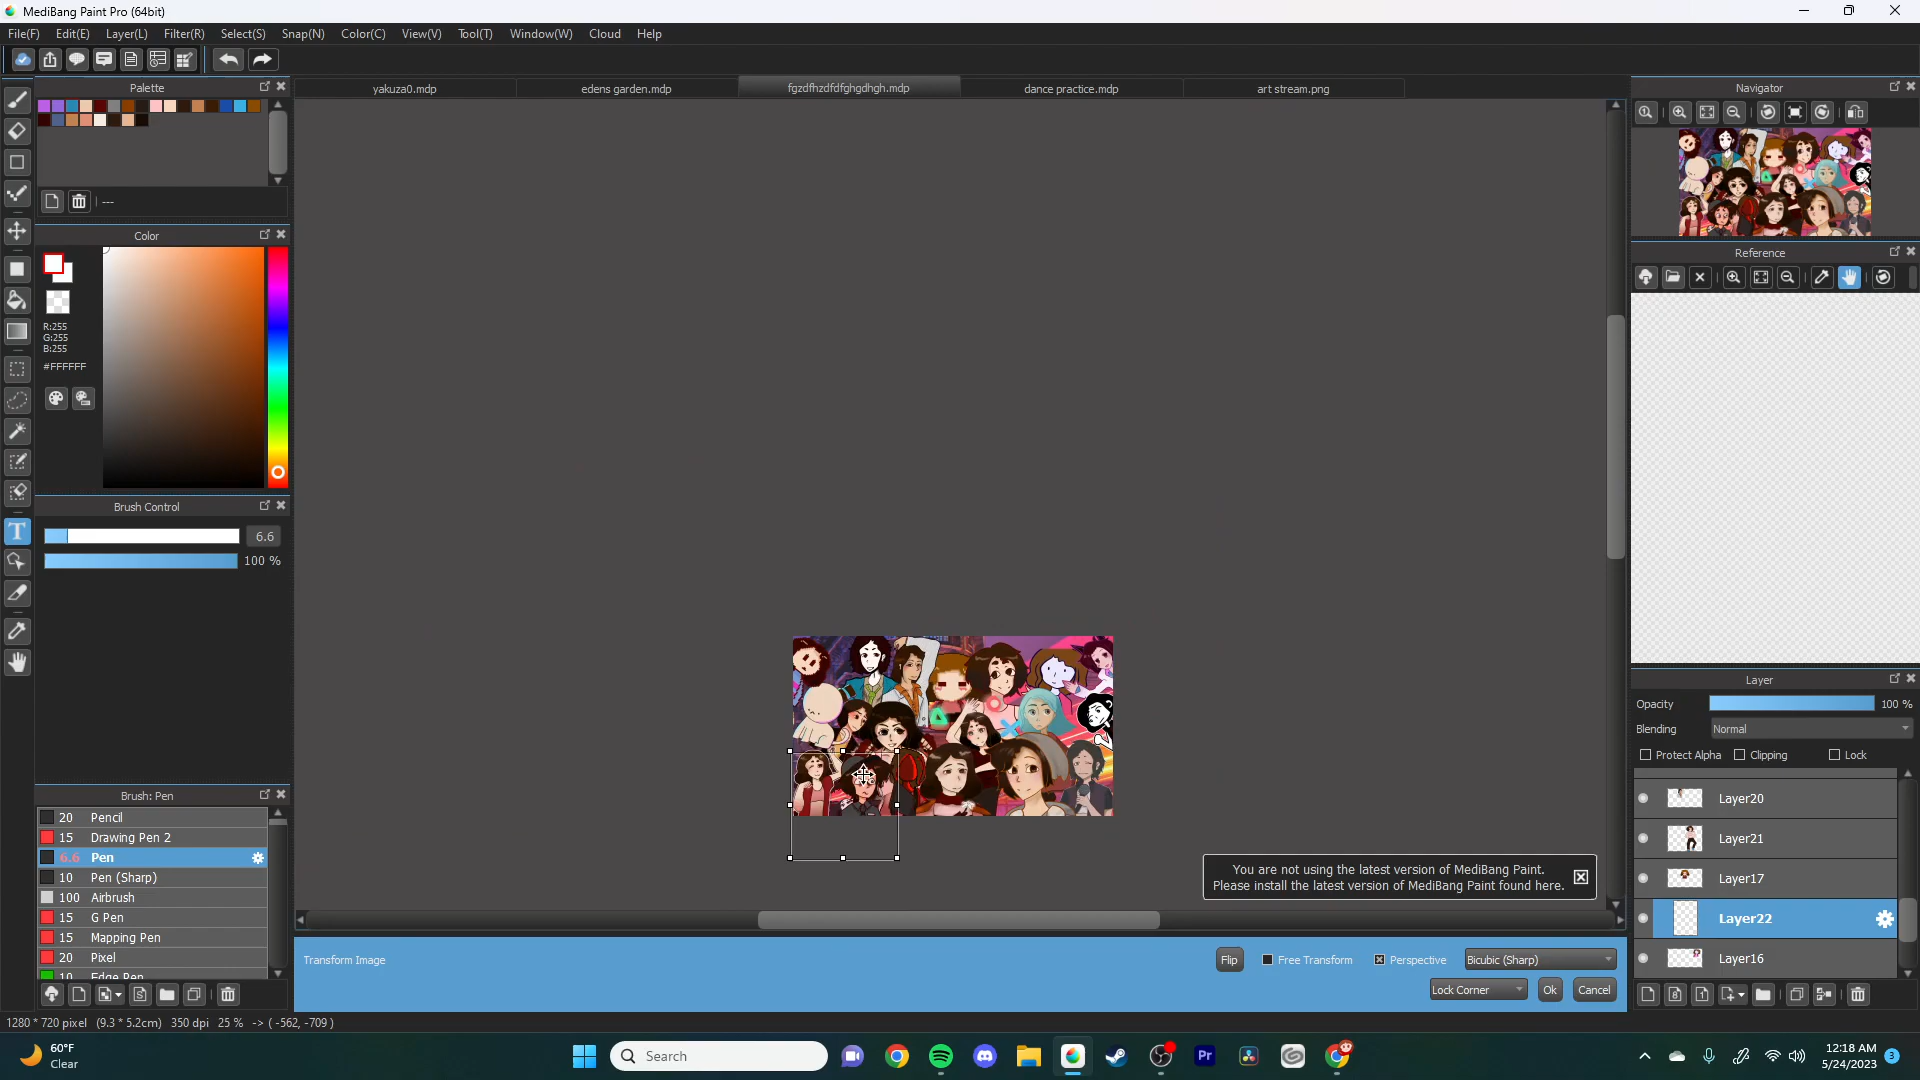 MediBang Paint Pro (64bit)
File(F) Edit(E) Layer(L) Filter(R) Select(S) Snap(N) Color(C) View(V) Tool(T) Window(W) Cloud Help
Palette
---
Color
R:255
G:255
B:255
#FFFFFF
Brush Control
6.6
100 %
Brush: Pen
20 Pencil
15 Drawing Pen 2
6.6 Pen
10 Pen (Sharp)
100 Airbrush
15 G Pen
15 Mapping Pen
20 Pixel
10 Edge Pen
yakuza0.mdp edens garden.mdp fgzdfhzdfdfghgdhgh.mdp dance practice.mdp art stream.png
You are not using the latest version of MediBang Paint.
Please install the latest version of MediBang Paint found here.
Transform Image Flip Free Transform Perspective Bicubic (Sharp)
Lock Corner Ok Cancel
Navigator
Reference
Layer
Opacity 100 %
Blending Normal
Protect Alpha Clipping Lock
Layer20
Layer21
Layer17
Layer22
Layer16
1280 * 720 pixel (9.3 * 5.2cm) 350 dpi 25 % -> ( -562, -709 )
60°F
Clear
Search
Pr
12:18 AM
5/24/2023
3